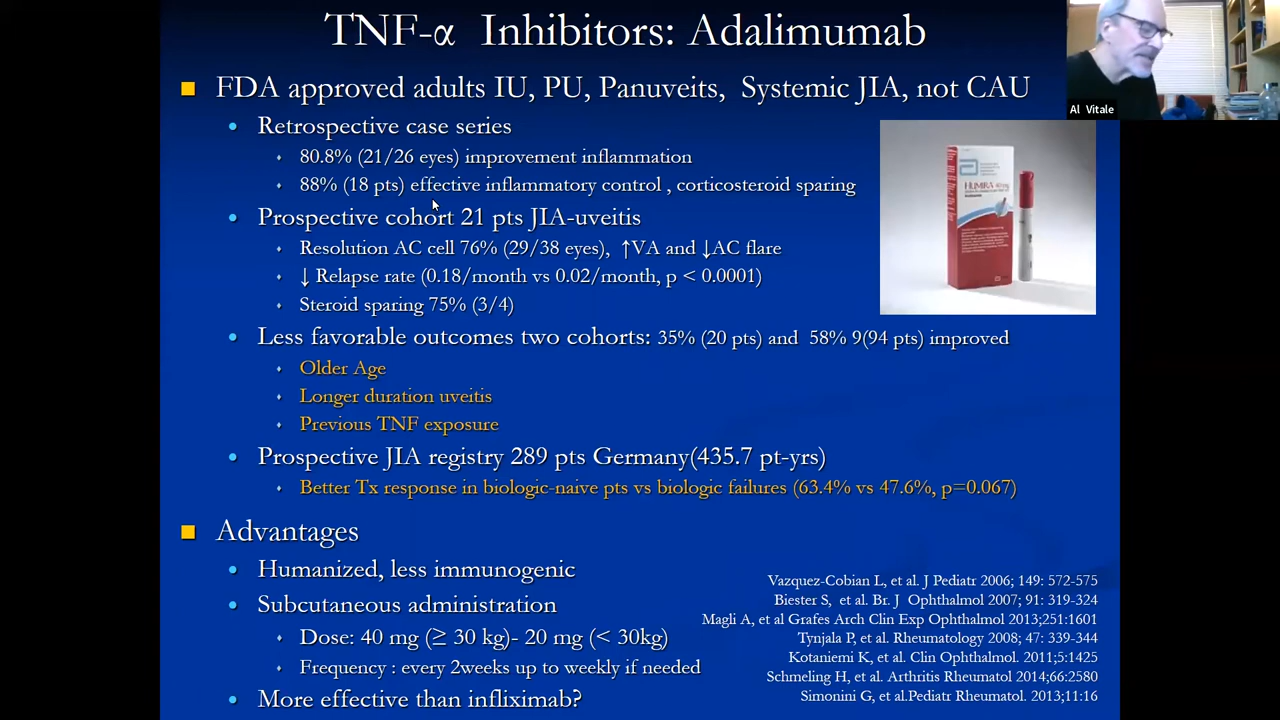 TNF-α Inhibitors: Adalimumab
FDA approved adults IU, PU, Panuveits, Systemic JIA, not CAU
Retrospective case series
80.8% (21/26 eyes) improvement inflammation
88% (18 pts) effective inflammatory control , corticosteroid sparing
Prospective cohort 21 pts JIA-uveitis
Resolution AC cell 76% (29/38 eyes), ↑VA and ↓AC flare
↓ Relapse rate (0.18/month vs 0.02/month, p < 0.0001)
Steroid sparing 75% (3/4)
Less favorable outcomes two cohorts: 35% (20 pts) and 58% 9(94 pts) improved
Older Age
Longer duration uveitis
Previous TNF exposure
Prospective JIA registry 289 pts Germany(435.7 pt-yrs)
Better Tx response in biologic-naive pts vs biologic failures (63.4% vs 47.6%, p=0.067)
Advantages
Humanized, less immunogenic
Subcutaneous administration
Dose: 40 mg (≥ 30 kg)- 20 mg (< 30kg)
Frequency : every 2weeks up to weekly if needed
More effective than infliximab?
Vazquez-Cobian L, et al. J Pediatr 2006; 149: 572-575
Biester S, et al. Br. J Ophthalmol 2007; 91: 319-324
Magli A, et al Grafes Arch Clin Exp Ophthalmol 2013;251:1601
Tynjala P, et al. Rheumatology 2008; 47: 339-344
Kotaniemi K, et al. Clin Ophthalmol. 2011;5:1425
Schmeling H, et al. Arthritis Rheumatol 2014;66:2580
Simonini G, et al.Pediatr Rheumatol. 2013;11:16
Al Vitale
HUMIRA 40 mg